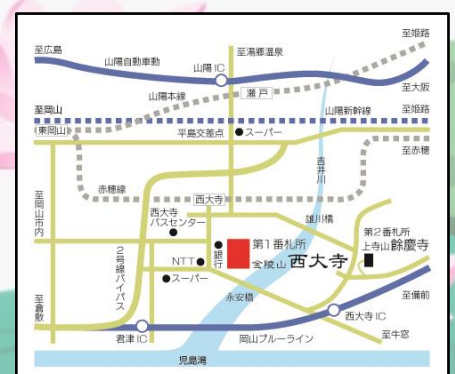 至姫路
至広島
至湯郷温泉
山陽自動車動
山陽IC
至大阪
山陽本線
瀬戸
至岡山
山陽新幹線
至姫路
東岡山
平島交差点
スーパー
至赤穂
吉井川
赤穂線
西大寺
至岡山市内
西大寺
バスセンター
雄川橋
第2番札所
上寺山 餘慶寺
2号線バイパス
銀行
第1番札所
金陵山 西大寺
NTT
スーパー
永安橋
至備前
至倉敷
西大寺IC
君津IC
岡山ブルーライン
至牛窓
児島湾